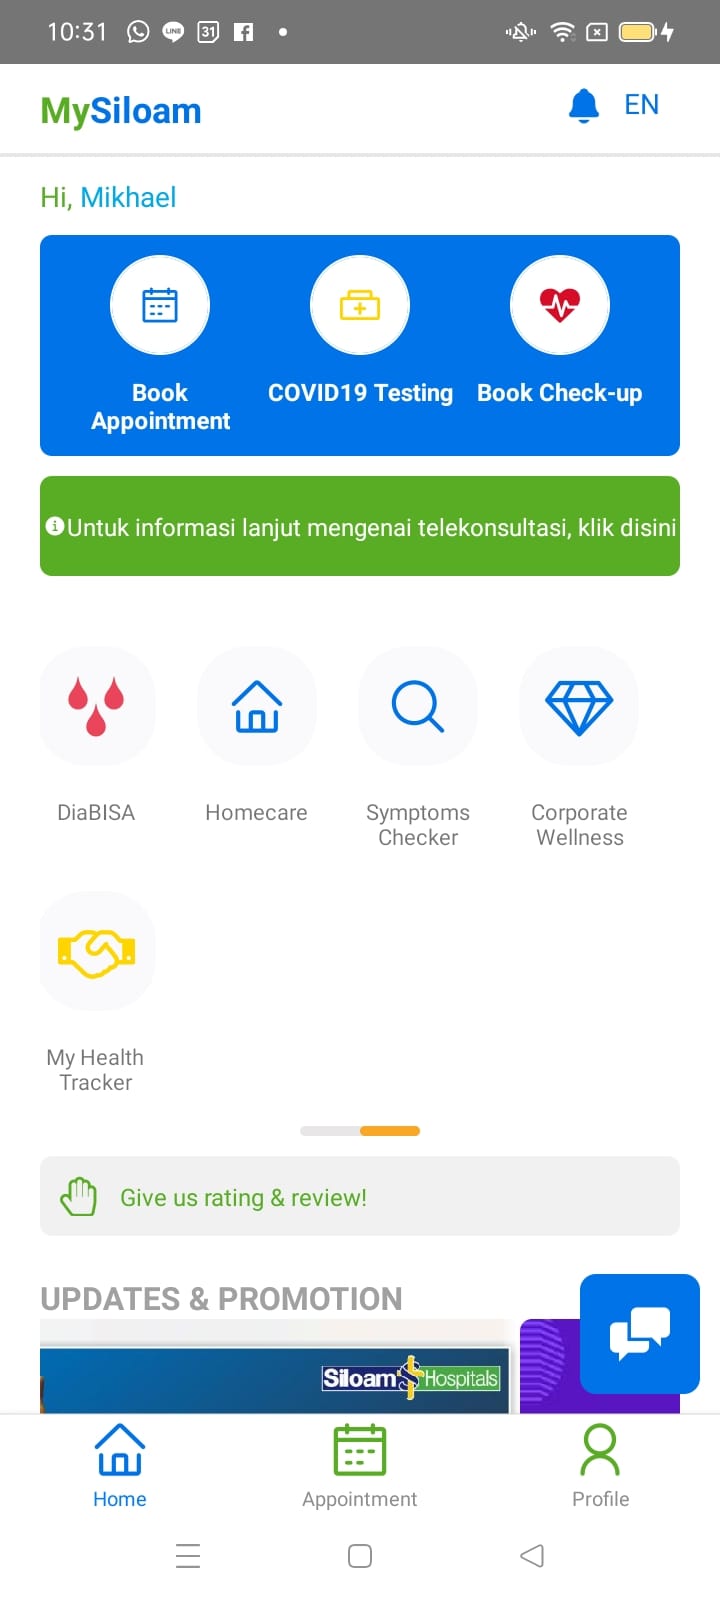 10:31
LINE
31
MySiloam
EN
Hi, Mikhael
Book
Appointment
COVID19 Testing
Book Check-up
Untuk informasi lanjut mengenai telekonsultasi, klik disini
DiaBISA
Homecare
Symptoms
Checker
Corporate
Wellness
My Health
Tracker
Give us rating & review!
UPDATES & PROMOTION
Siloam Hospitals
Home
Appointment
Profile